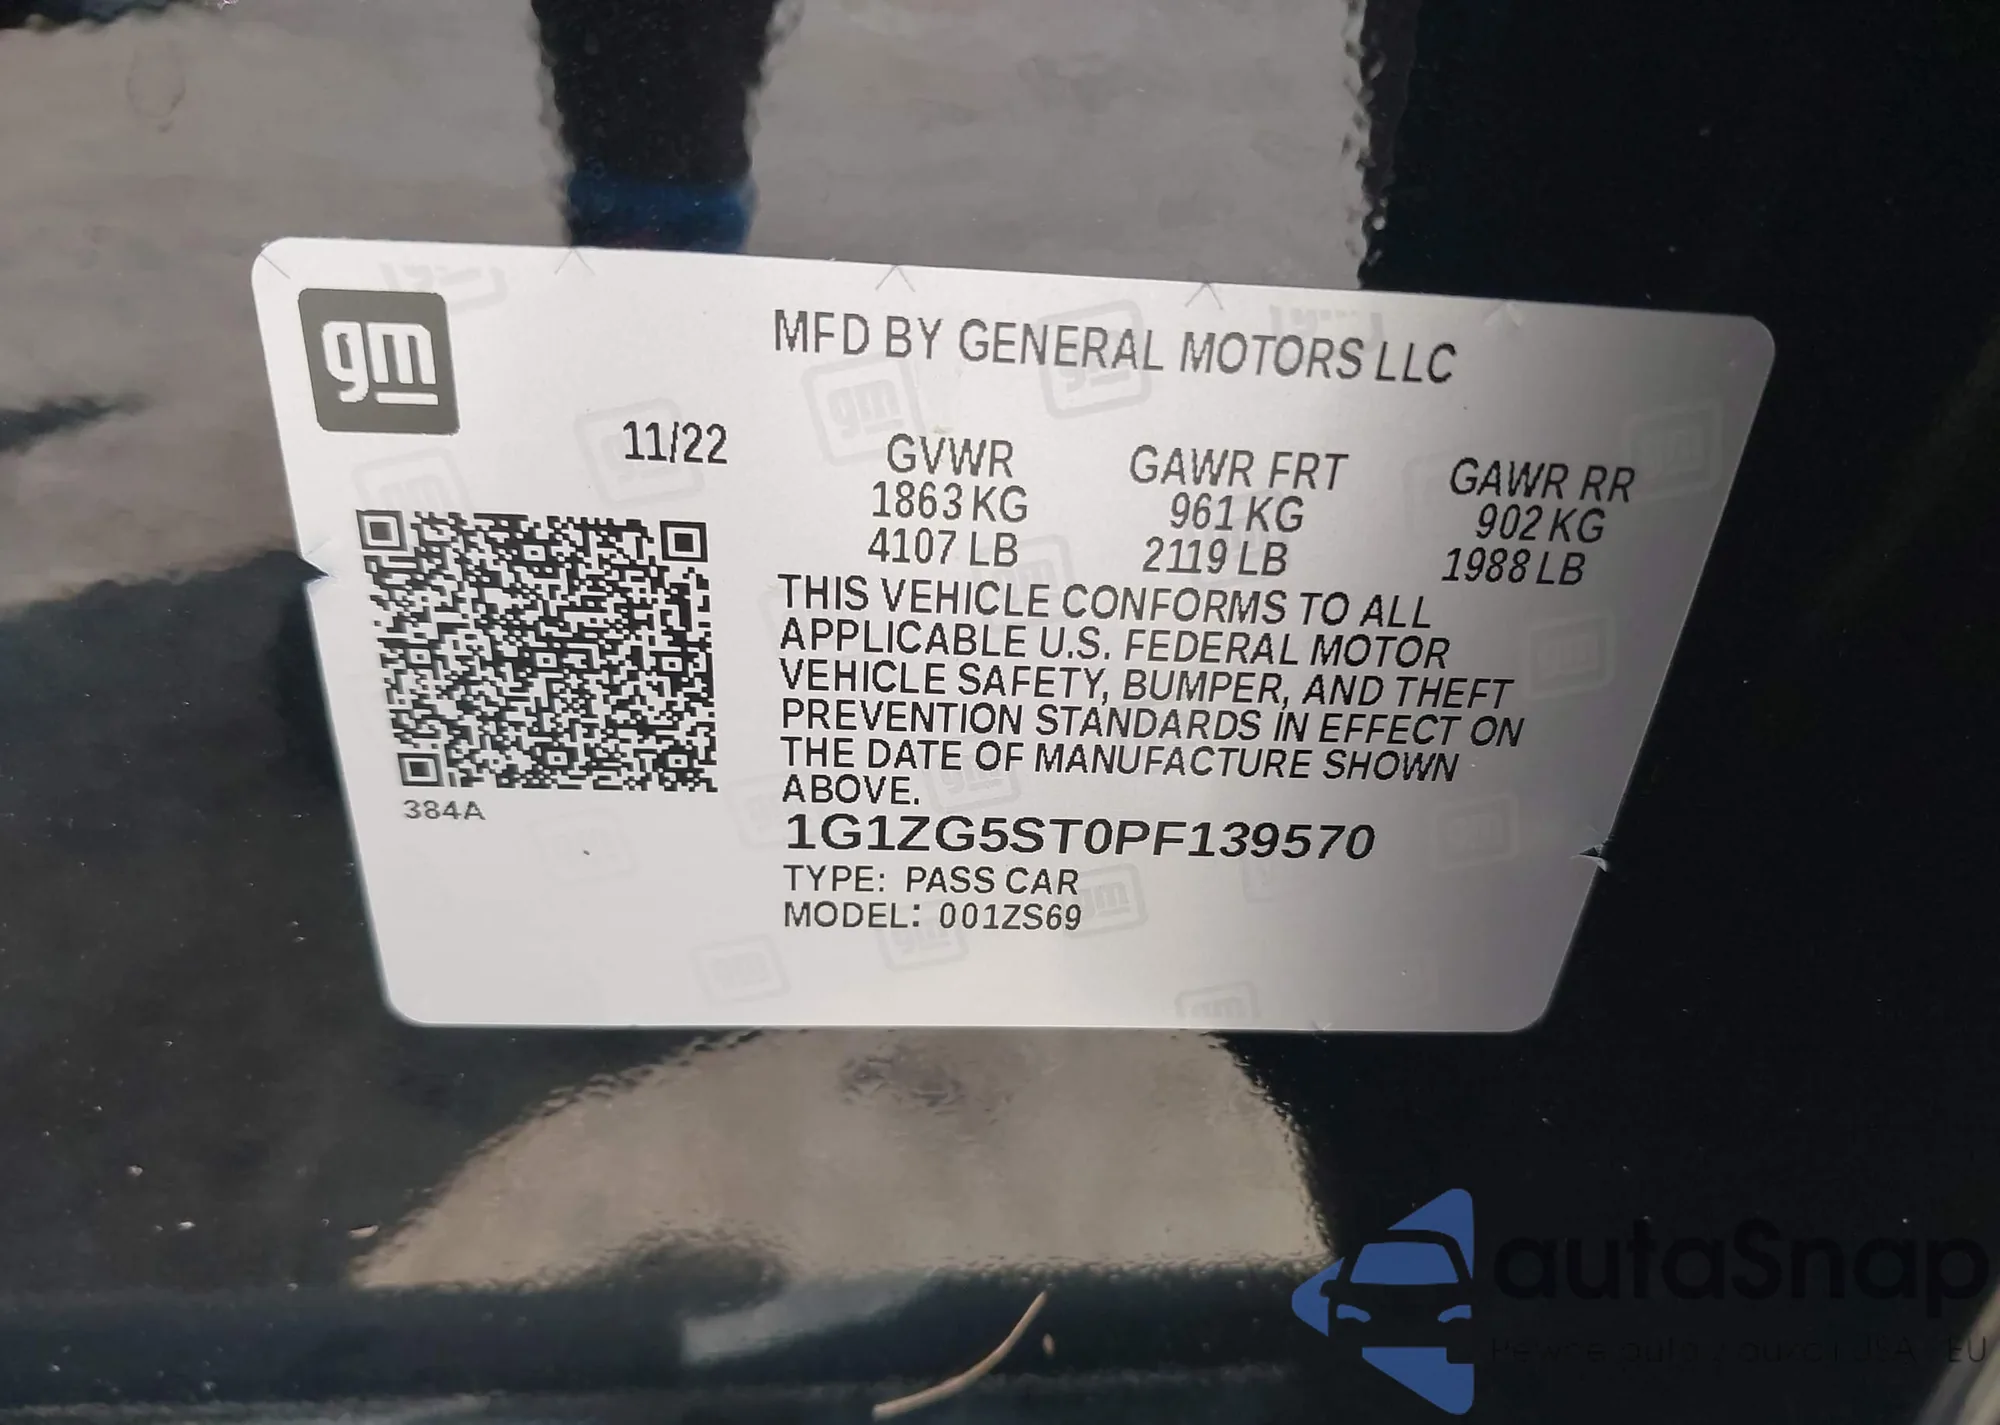 gm
MFD BY GENERAL MOTORS LLC
11/22
GVWR GAWR FRT GAWR RR
1863 KG 961 KG 902 KG
4107 LB 2119 LB 1988 LB
THIS VEHICLE CONFORMS TO ALL
APPLICABLE U.S. FEDERAL MOTOR
VEHICLE SAFETY, BUMPER, AND THEFT
PREVENTION STANDARDS IN EFFECT ON
THE DATE OF MANUFACTURE SHOWN
ABOVE.
384A
1G1ZG5ST0PF139570
TYPE: PASS CAR
MODEL: 001ZS69
autaSnap